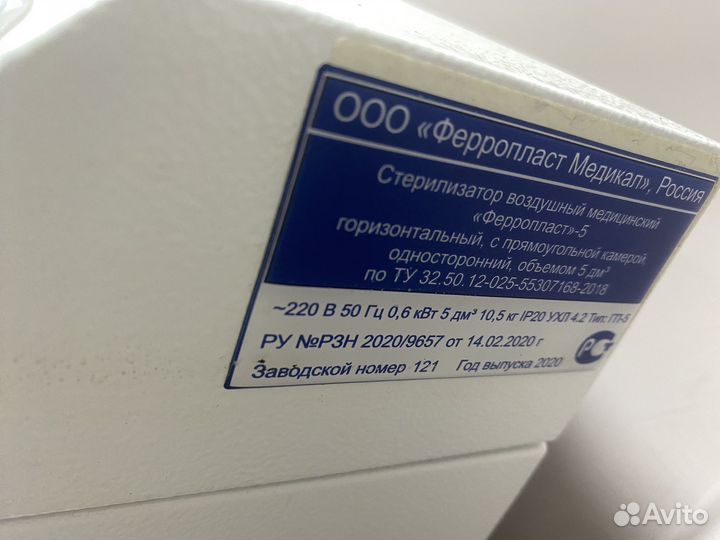 ООО «Ферропласт Медикал», Россия
Стерилизатор воздушный медицинский
«Ферропласт»-5
горизонтальный, с прямоугольной камерой,
односторонний, объемом 5 дм³
по ТУ 32.50.12-025-55307168-2018
~220 В 50 Гц 0,6 кВт 5 дм³ 10,5 кг IP20 УХЛ 4.2 Тип: ГП-5
РУ №РЗН 2020/9657 от 14.02.2020 г
Заводской номер 121 Год выпуска 2020
Avito